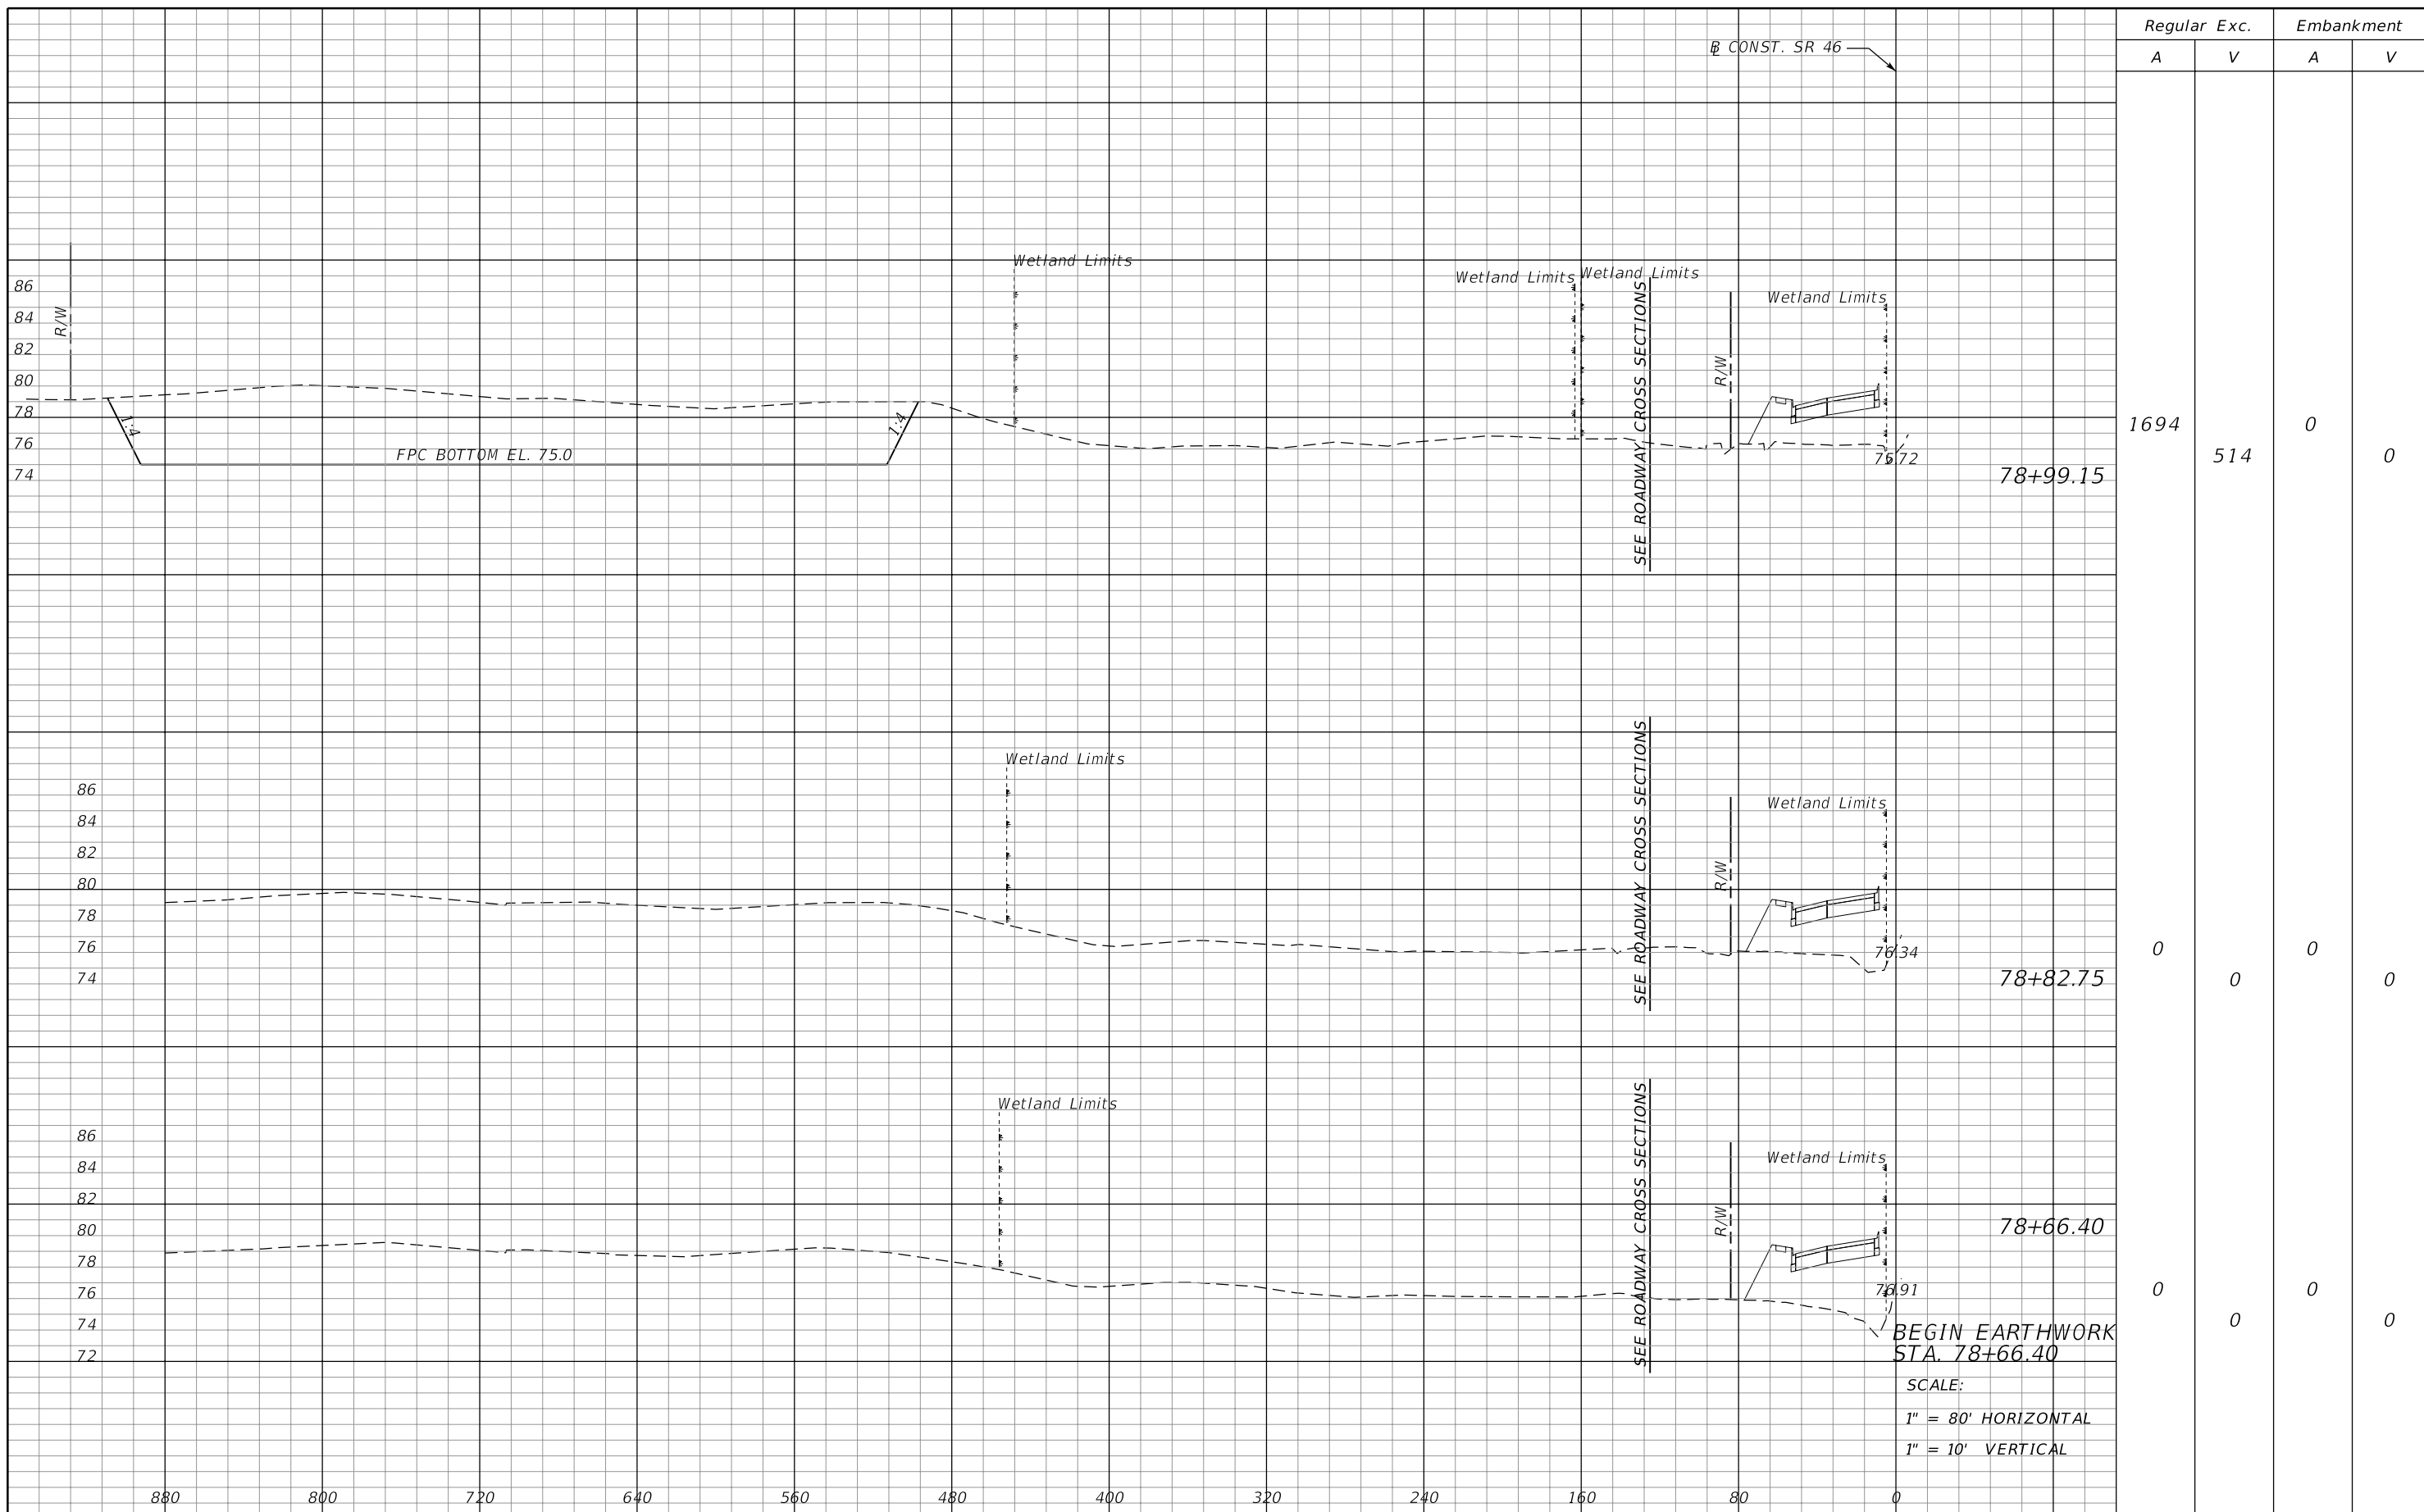 Regular Exc. Embankment
A V A V
B CONST. SR 46
Wetland Limits
Wetland Limits
Wetland Limits
Wetland Limits
86
84
82
80
78
76
74
R/W
1:4
FPC BOTTOM EL. 75.0
1:4
SEE ROADWAY CROSS SECTIONS
R/W
78+99.15
1694 0
514 0
Wetland Limits
Wetland Limits
86
84
82
80
78
76
74
SEE ROADWAY CROSS SECTIONS
R/W
76.34
78+82.75
0 0
0 0
Wetland Limits
Wetland Limits
86
84
82
80
78
76
74
72
SEE ROADWAY CROSS SECTIONS
R/W
78+66.40
76.91
0 0
0 0
BEGIN EARTHWORK
STA. 78+66.40
SCALE:
1" = 80' HORIZONTAL
1" = 10' VERTICAL
880 800 720 640 560 480 400 320 240 160 80 0